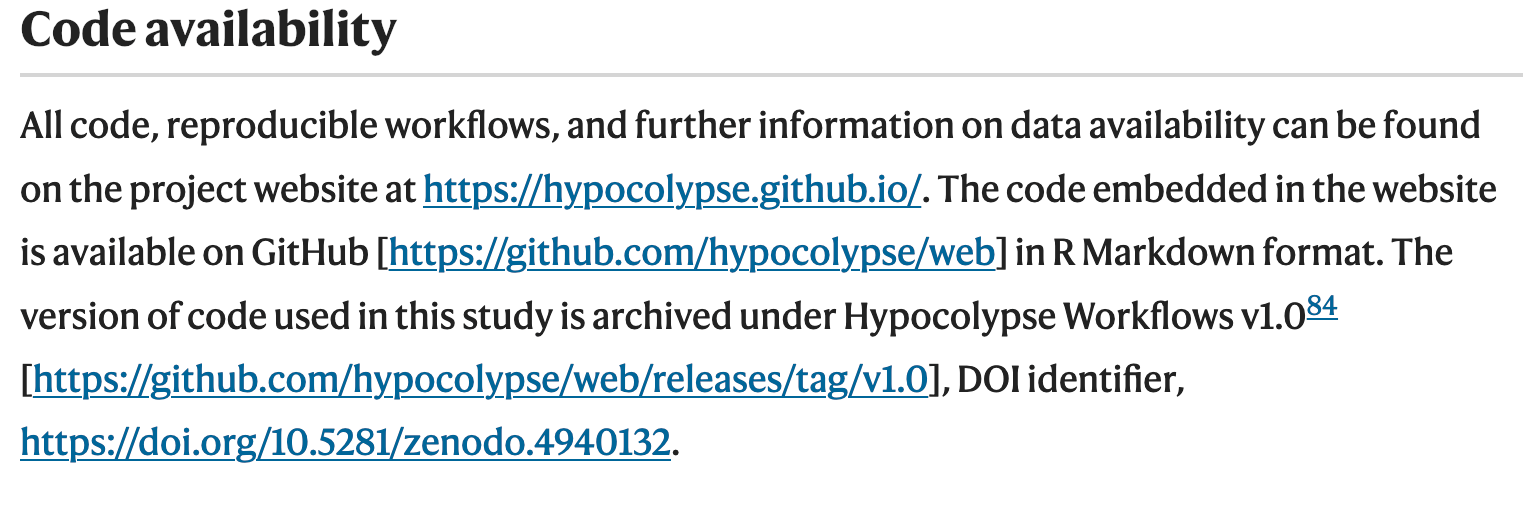 Code availability
All code, reproducible workflows, and further information on data availability can be found
on the project website at https://hypocolypse.github.io/. The code embedded in the website
is available on GitHub [https://github.com/hypocolypse/web] in R Markdown format. The
version of code used in this study is archived under Hypocolypse Workflows v1.084
[https://github.com/hypocolypse/web/releases/tag/v1.0], DOI identifier,
https://doi.org/10.5281/zenodo.4940132.